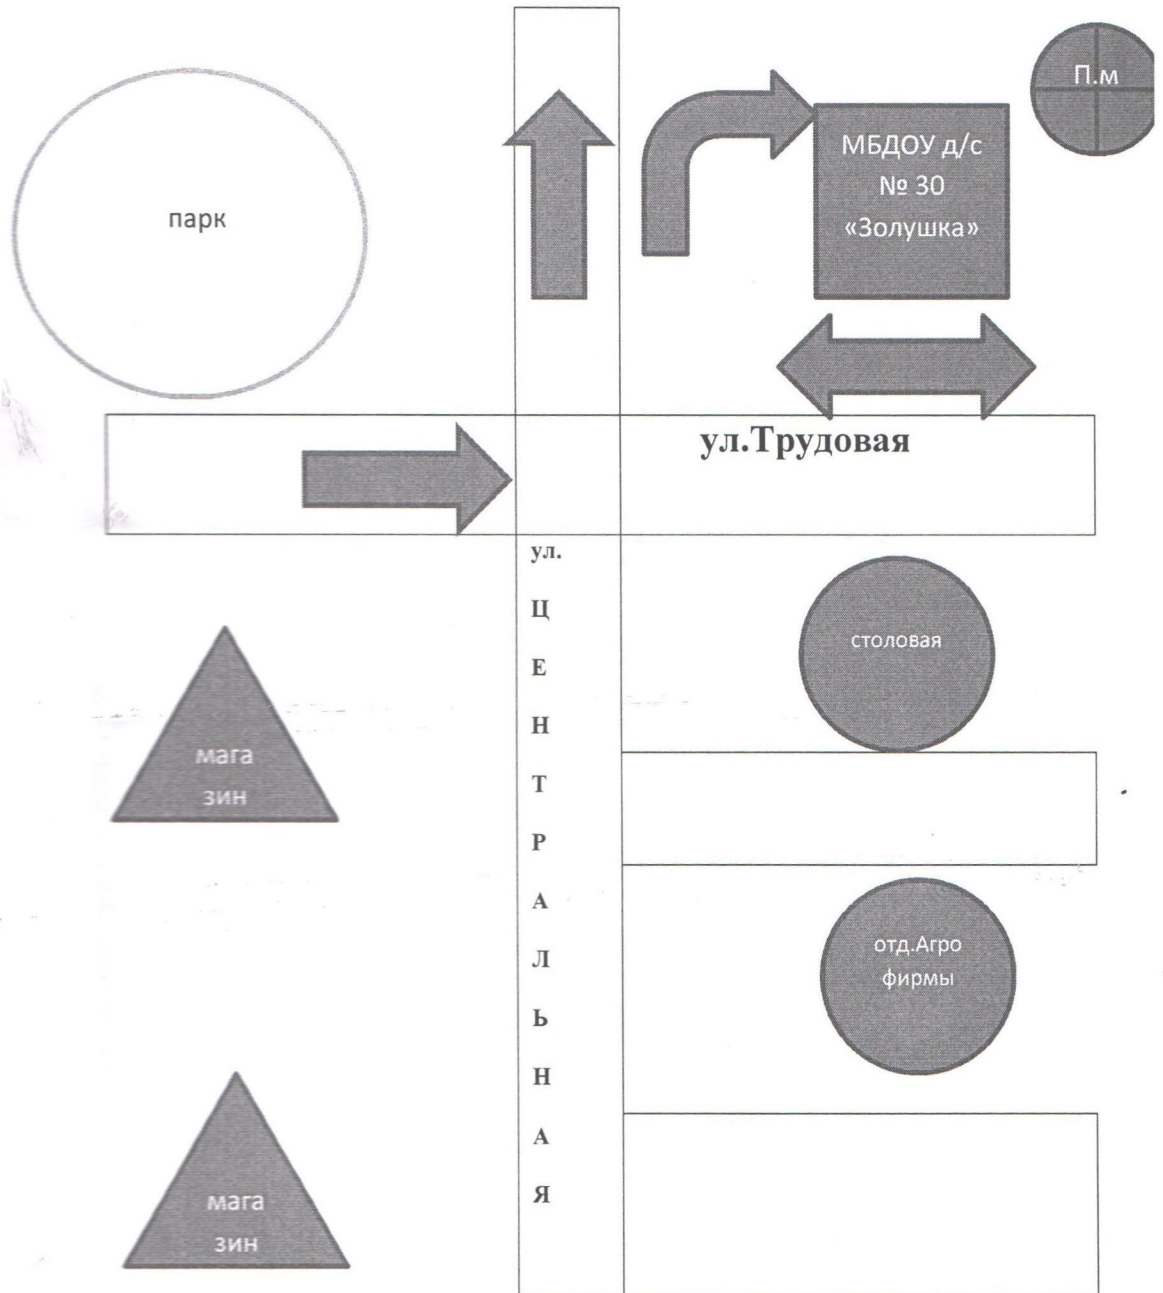 П.м
МБДОУ д/с
№ 30
«Золушка»
парк
ул.Трудовая
ул.
Ц
Е
Н
Т
Р
А
Л
Ь
Н
А
Я
столовая
мага
зин
отд.Агро
фирмы
мага
зин